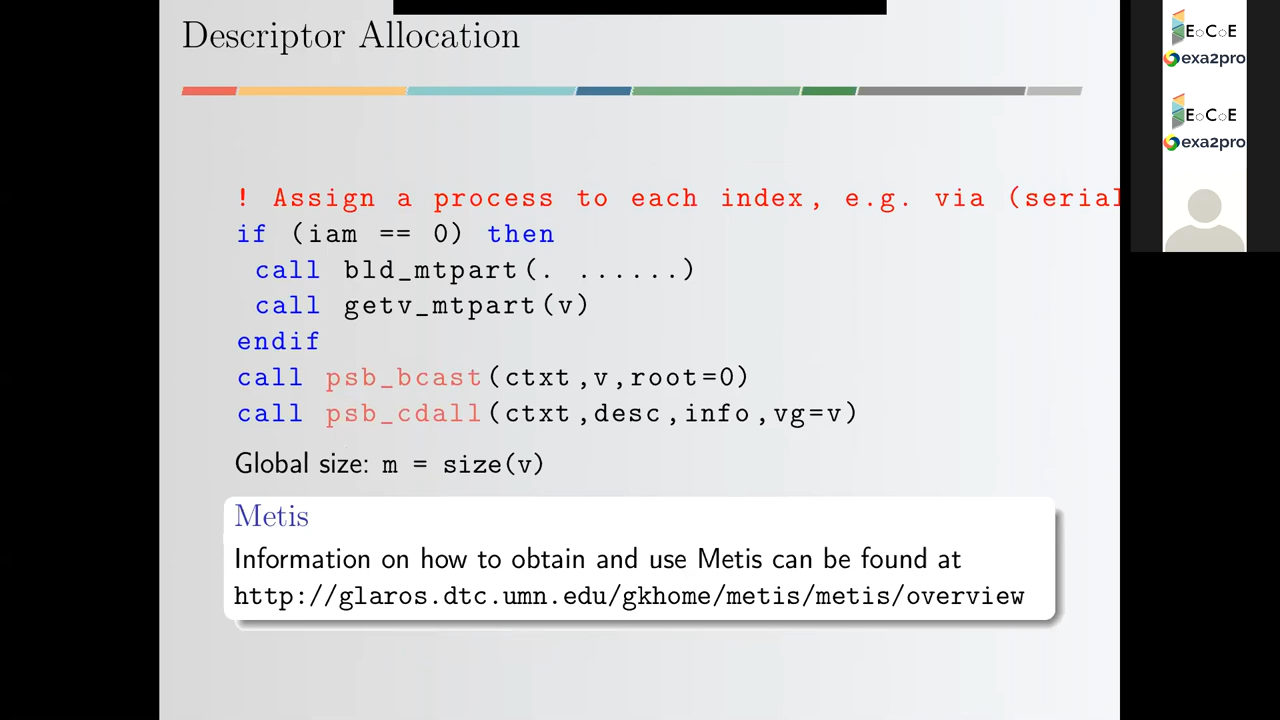 Descriptor Allocation
! Assign a process to each index, e.g. via (serial
if (iam == 0) then
call bld_mtpart(. ......)
call getv_mtpart(v)
endif
call psb_bcast(ctxt,v,root=0)
call psb_cdall(ctxt,desc,info,vg=v)
Global size: m = size(v)
Metis
Information on how to obtain and use Metis can be found at
http://glaros.dtc.umn.edu/gkhome/metis/metis/overview
EoCoE
exa2pro
EoCoE
exa2pro